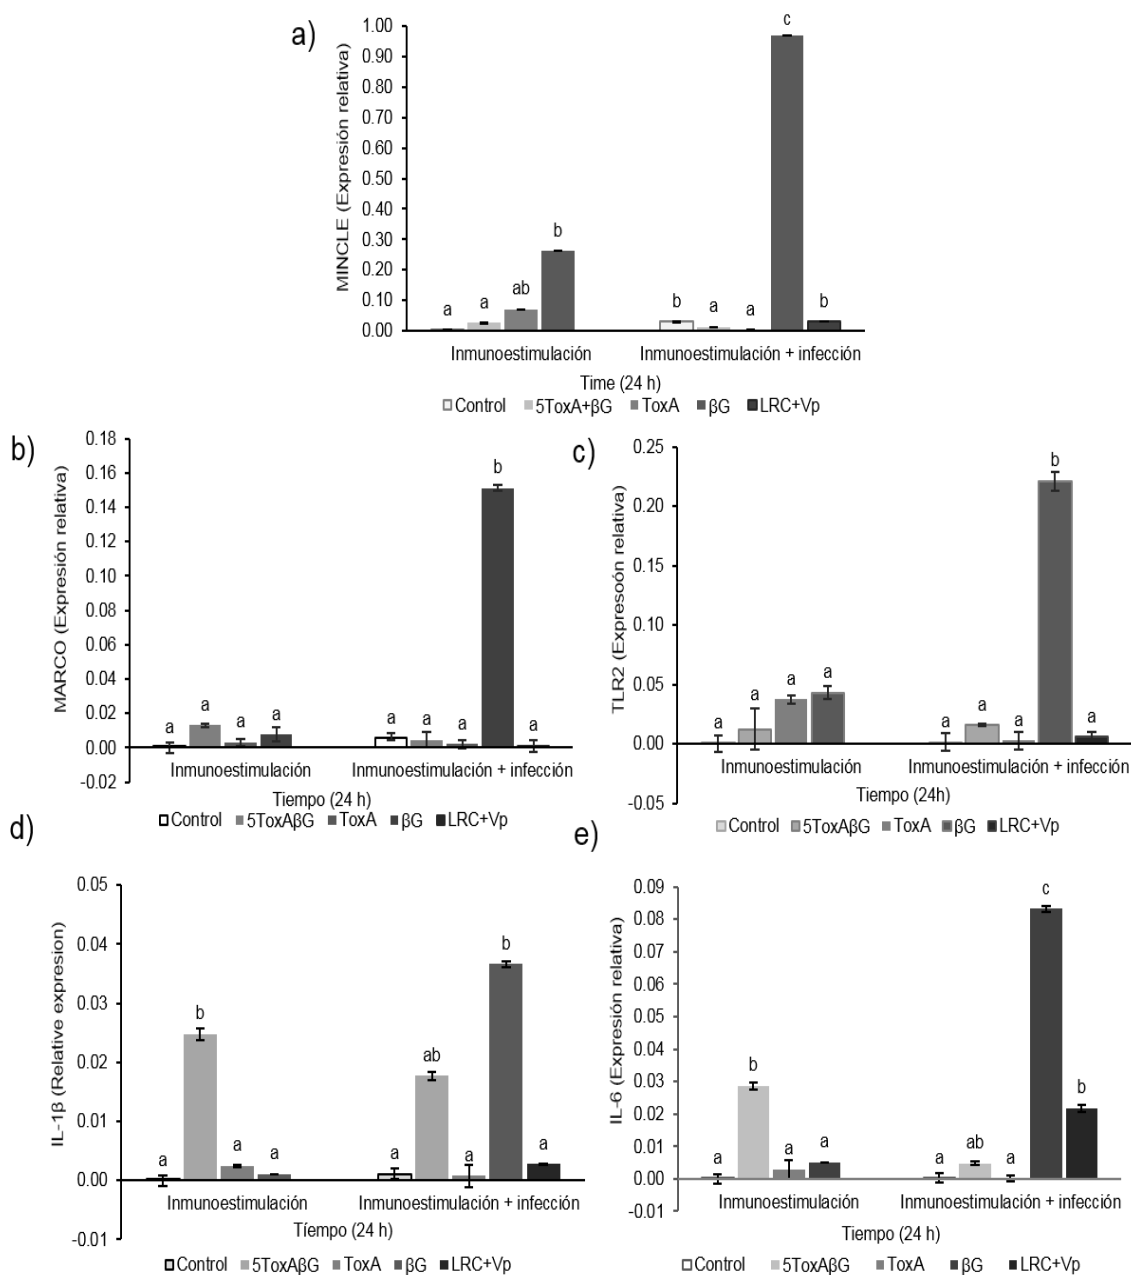 a)
MINCLE (Expresión relativa)
1.00
0.90
0.80
0.70
0.60
0.50
0.40
0.30
0.20
0.10
0.00
a a ab b b a a c b
Inmunoestimulación Inmunoestimulación + infección
Time (24 h)
Control 5ToxA+βG ToxA βG LRC+Vp
b)
MARCO (Expresión relativa)
0.18
0.16
0.14
0.12
0.10
0.08
0.06
0.04
0.02
0.00
-0.02
a a a a a a a b a
Inmunoestimulación Inmunoestimulación + infección
Tiempo (24 h)
Control 5ToxAβG ToxA βG LRC+Vp
c)
TLR2 (Expresoón relativa)
0.25
0.20
0.15
0.10
0.05
0.00
-0.05
a a a a a a a b a
Inmunoestimulación Inmunoestimulación + infección
Tiempo (24h)
Control 5ToxAβG ToxA βG LRC+Vp
d)
IL-1β (Relative expresion)
0.05
0.04
0.03
0.02
0.01
0.00
-0.01
a b a a a ab a b a
Inmunoestimulación Inmunoestimulación + infección
Tíempo (24 h)
Control 5ToxAβG ToxA βG LRC+Vp
e)
IL-6 (Expresión relativa)
0.09
0.08
0.07
0.06
0.05
0.04
0.03
0.02
0.01
0.00
-0.01
a b a a a ab a c b
Inmunoestimulación Inmunoestimulación + infección
Tiempo (24 h)
Control 5ToxAβG ToxA βG LRC+Vp